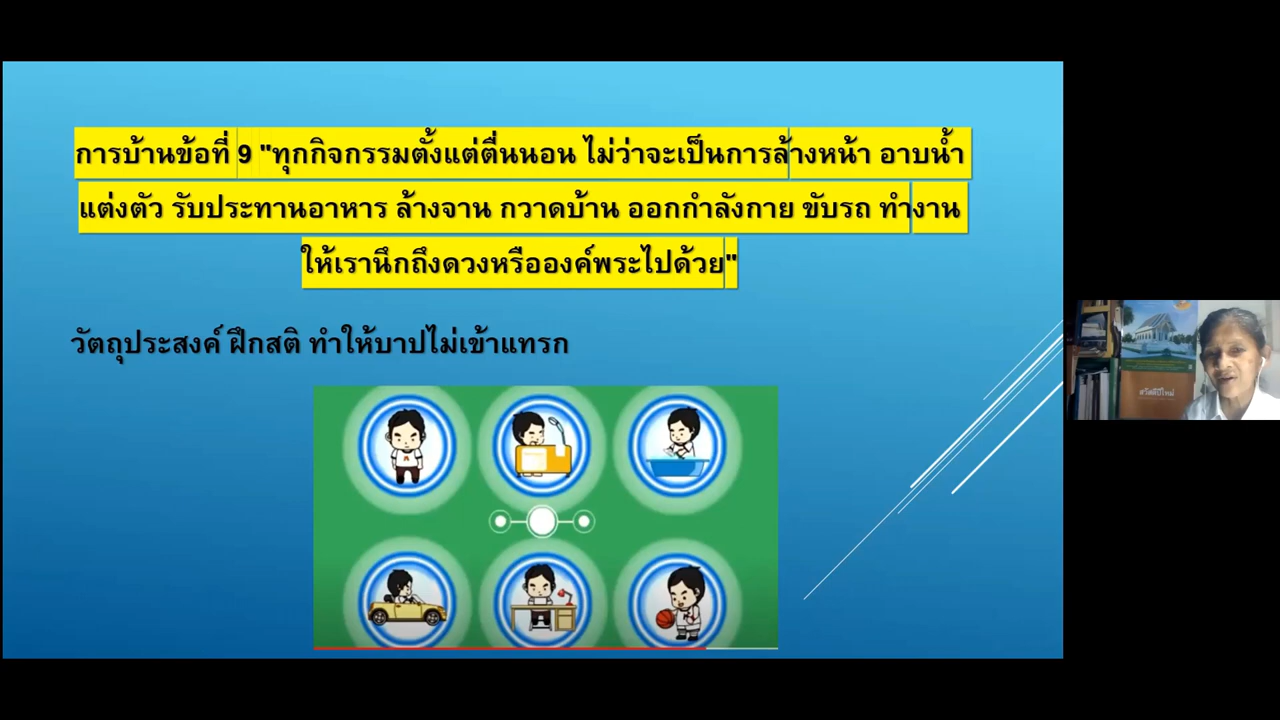 การบ้านข้อที่ 9 "ทุกกิจกรรมตั้งแต่ตื่นนอน ไม่ว่าจะเป็นการล้างหน้า อาบน้ำ
แต่งตัว รับประทานอาหาร ล้างจาน กวาดบ้าน ออกกำลังกาย ขับรถ ทำงาน
ให้เรานึกถึงดวงหรือองค์พระไปด้วย"
วัตถุประสงค์ ฝึกสติ ทำให้บาปไม่เข้าแทรก
สวัสดีปีใหม่